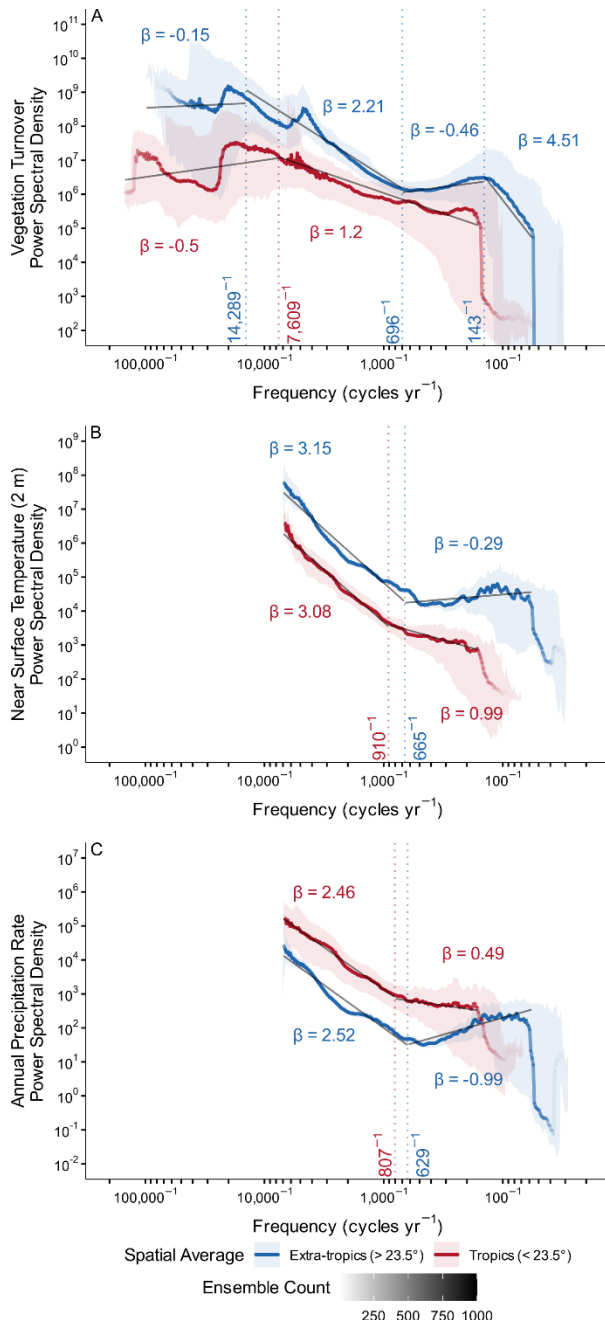 A
β = -0.15
β = 2.21
β = -0.46
β = 4.51
β = -0.5
β = 1.2
14,289⁻¹
7,609⁻¹
696⁻¹
143⁻¹
Vegetation Turnover
Power Spectral Density
10¹¹
10¹⁰
10⁹
10⁸
10⁷
10⁶
10⁵
10⁴
10³
10²
100,000⁻¹ 10,000⁻¹ 1,000⁻¹ 100⁻¹
Frequency (cycles yr⁻¹)
B
β = 3.15
β = -0.29
β = 3.08
β = 0.99
910⁻¹
665⁻¹
Near Surface Temperature (2 m)
Power Spectral Density
10⁹
10⁸
10⁷
10⁶
10⁵
10⁴
10³
10²
10¹
10⁰
100,000⁻¹ 10,000⁻¹ 1,000⁻¹ 100⁻¹
Frequency (cycles yr⁻¹)
C
β = 2.46
β = 0.49
β = 2.52
β = -0.99
807⁻¹
629⁻¹
Annual Precipitation Rate
Power Spectral Density
10⁷
10⁶
10⁵
10⁴
10³
10²
10¹
10⁰
10⁻¹
10⁻²
100,000⁻¹ 10,000⁻¹ 1,000⁻¹ 100⁻¹
Frequency (cycles yr⁻¹)
Spatial Average Extra-tropics (> 23.5°) Tropics (< 23.5°)
Ensemble Count
250 500 750 1000